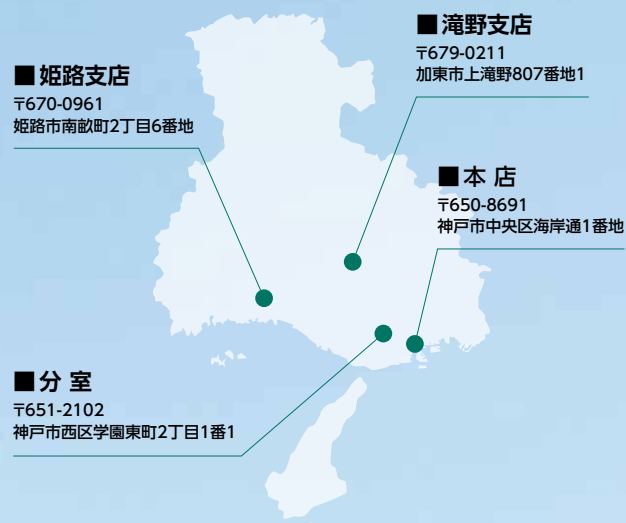 ■滝野支店
〒679-0211
加東市上滝野807番地1
■姫路支店
〒670-0961
姫路市南畝町2丁目6番地
■本 店
〒650-8691
神戸市中央区海岸通1番地
■分 室
〒651-2102
神戸市西区学園東町2丁目1番1